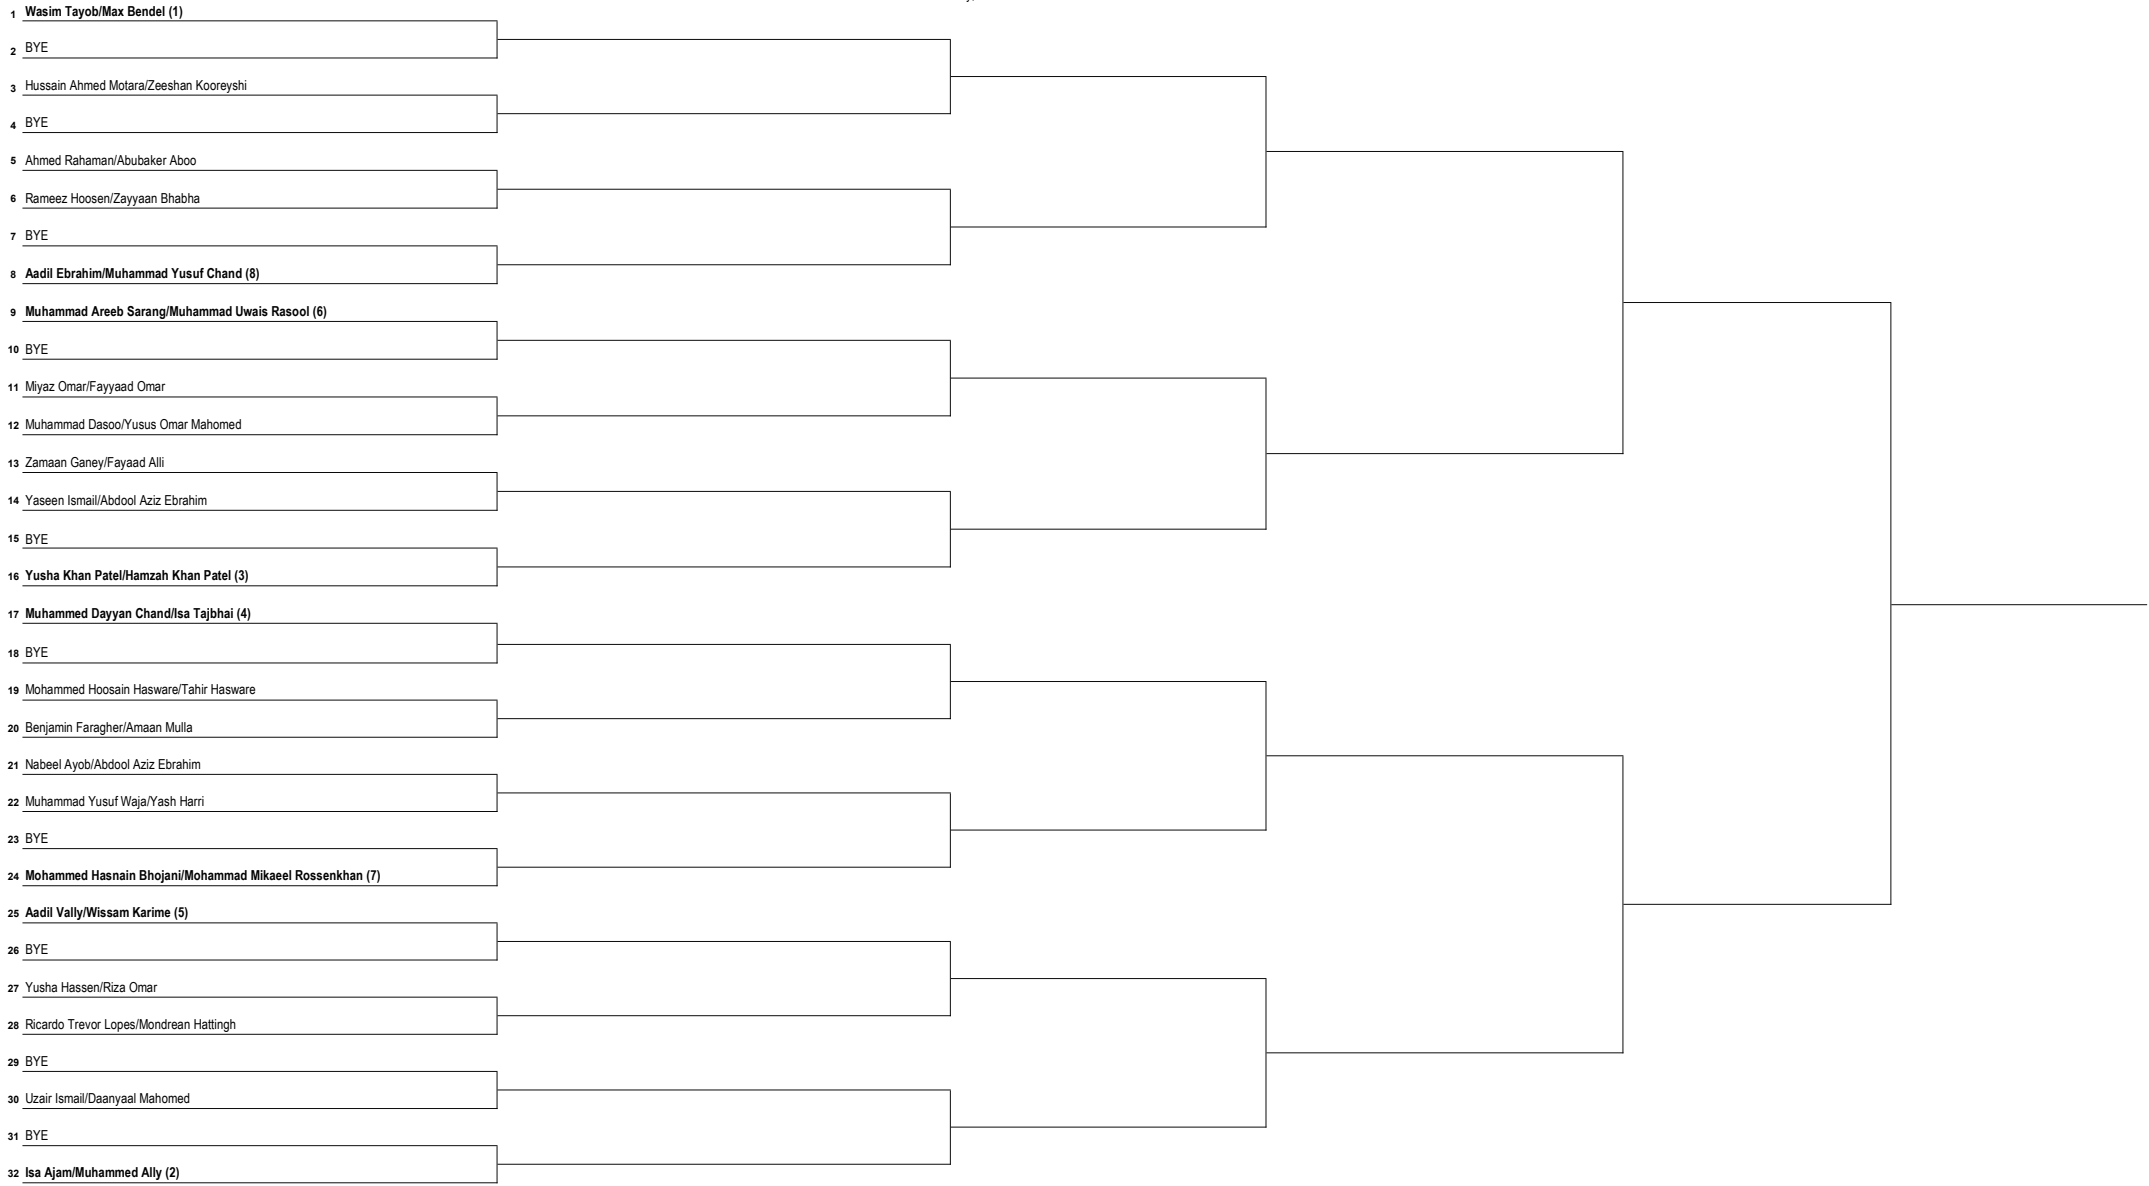 1 Wasim Tayob/Max Bendel (1)
2 BYE
3 Hussain Ahmed Motara/Zeeshan Kooreyshi
4 BYE
5 Ahmed Rahaman/Abubaker Aboo
6 Rameez Hoosen/Zayyaan Bhabha
7 BYE
8 Aadil Ebrahim/Muhammad Yusuf Chand (8)
9 Muhammad Areeb Sarang/Muhammad Uwais Rasool (6)
10 BYE
11 Miyaz Omar/Fayyaad Omar
12 Muhammad Dasoo/Yusus Omar Mahomed
13 Zamaan Ganey/Fayaad Alli
14 Yaseen Ismail/Abdool Aziz Ebrahim
15 BYE
16 Yusha Khan Patel/Hamzah Khan Patel (3)
17 Muhammed Dayyan Chand/Isa Tajbhai (4)
18 BYE
19 Mohammed Hoosain Hasware/Tahir Hasware
20 Benjamin Faragher/Amaan Mulla
21 Nabeel Ayob/Abdool Aziz Ebrahim
22 Muhammad Yusuf Waja/Yash Harri
23 BYE
24 Mohammed Hasnain Bhojani/Mohammad Mikaeel Rossenkhan (7)
25 Aadil Vally/Wissam Karime (5)
26 BYE
27 Yusha Hassen/Riza Omar
28 Ricardo Trevor Lopes/Mondrean Hattingh
29 BYE
30 Uzair Ismail/Daanyaal Mahomed
31 BYE
32 Isa Ajam/Muhammed Ally (2)